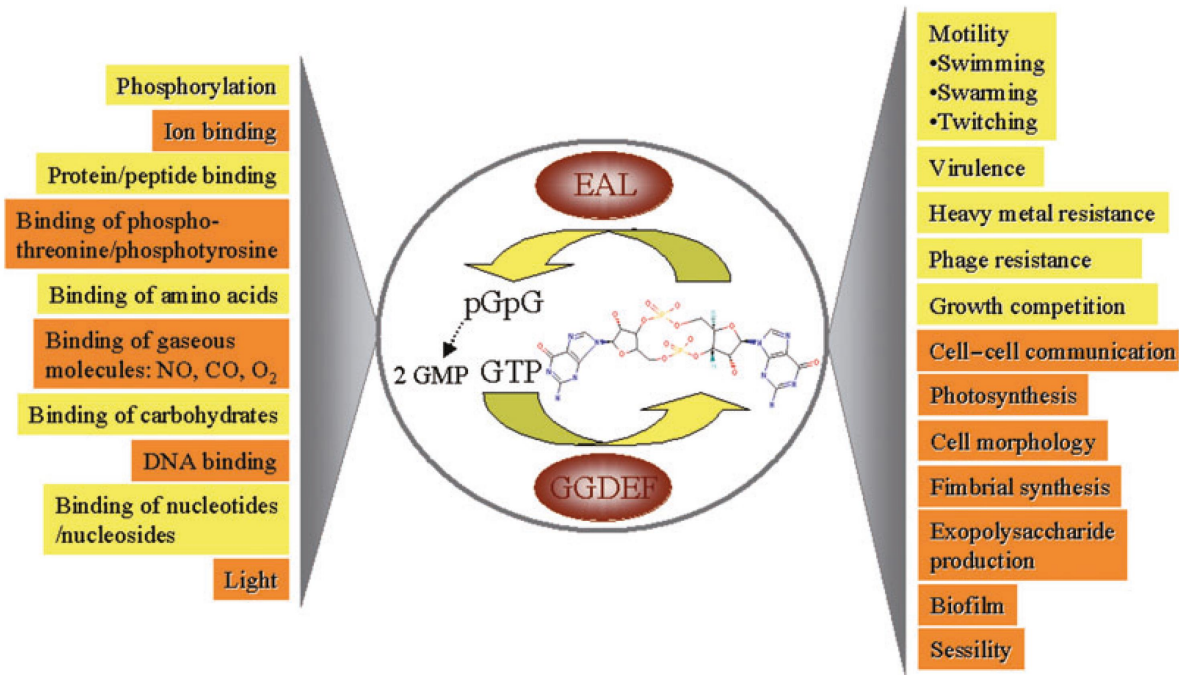 Phosphorylation
Ion binding
Protein/peptide binding
Binding of phospho-
threonine/phosphotyrosine
Binding of amino acids
Binding of gaseous
molecules: NO, CO, O₂
Binding of carbohydrates
DNA binding
Binding of nucleotides
/nucleosides
Light
EAL
pGpG
2 GMP
GTP
GGDEF
Motility
•Swimming
•Swarming
•Twitching
Virulence
Heavy metal resistance
Phage resistance
Growth competition
Cell–cell communication
Photosynthesis
Cell morphology
Fimbrial synthesis
Exopolysaccharide
production
Biofilm
Sessility